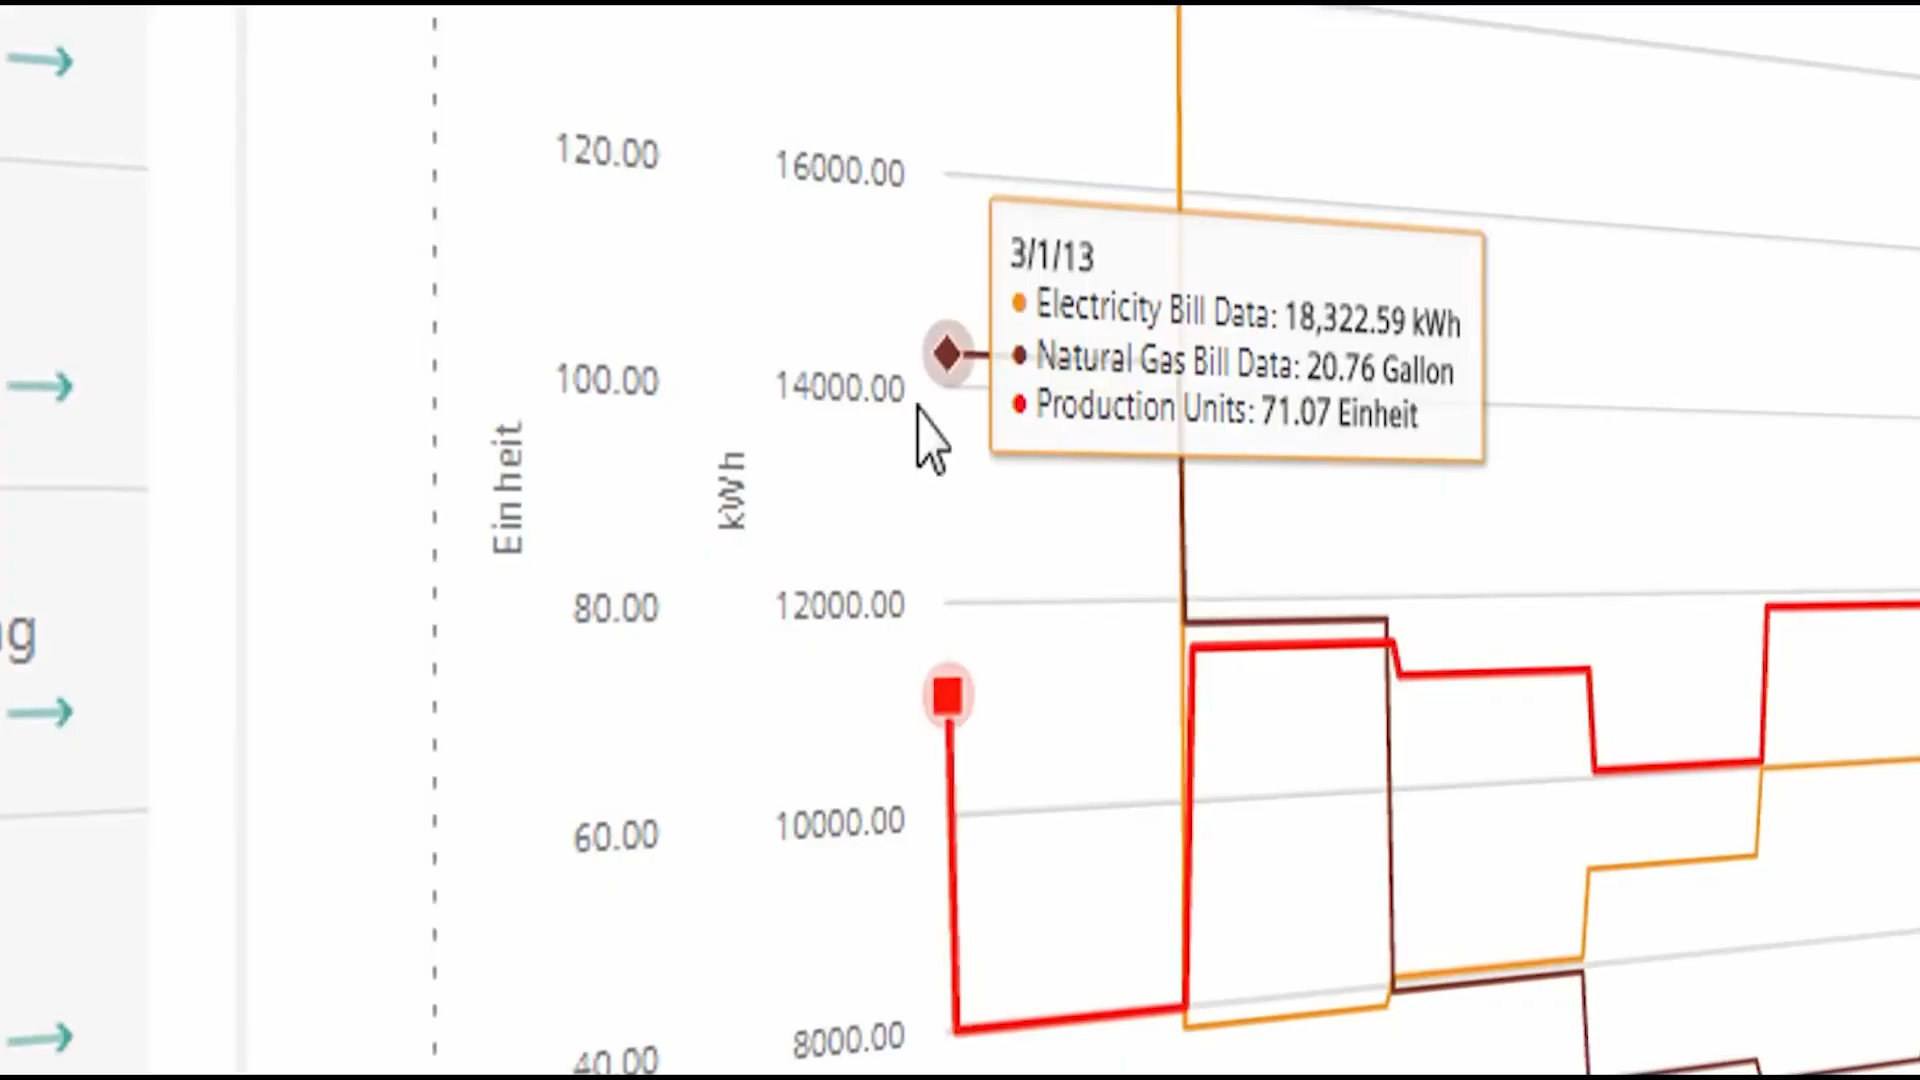 120.00
16000.00
3/1/13
Electricity Bill Data: 18,322.59 kWh
Natural Gas Bill Data: 20.76 Gallon
Production Units: 71.07 Einheit
100.00
14000.00
Einheit
kWh
80.00
12000.00
60.00
10000.00
8000.00
40.00